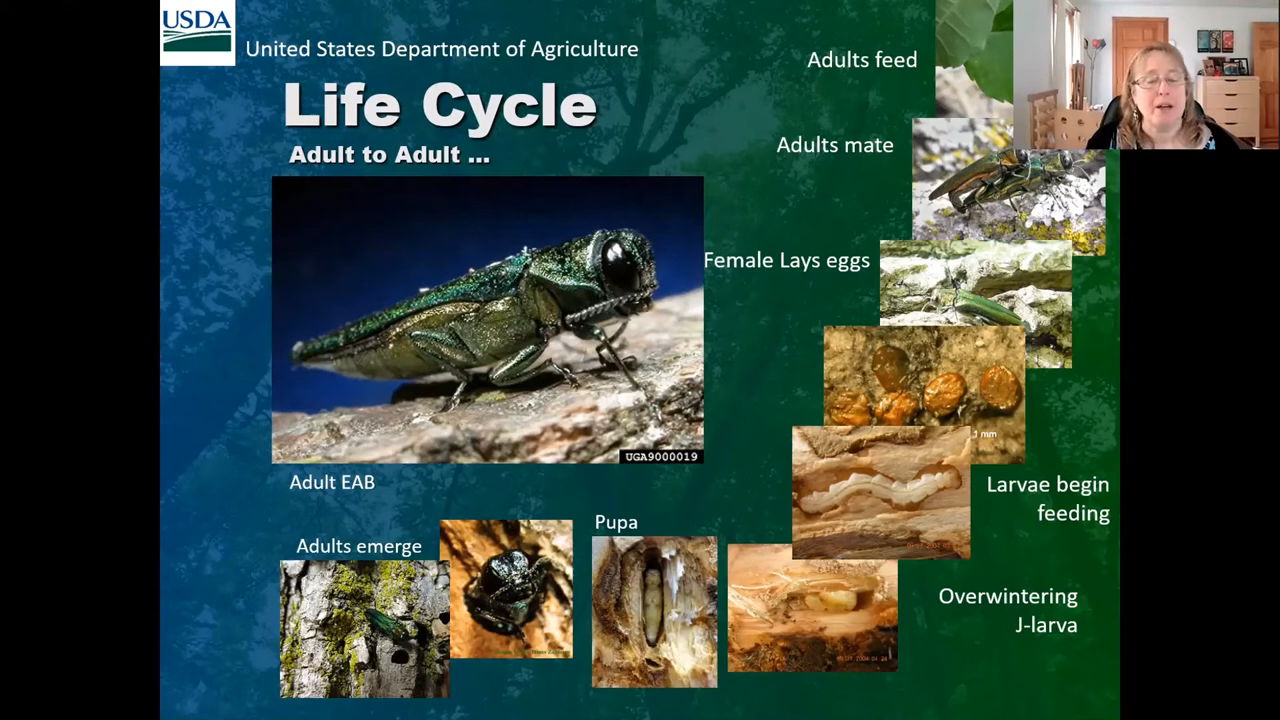 USDA
United States Department of Agriculture
Life Cycle
Adult to Adult ...
Adults feed
Adults mate
Female Lays eggs
UGA9000019
1 mm
Adult EAB
Larvae begin
feeding
Pupa
Adults emerge
Overwintering
J-larva